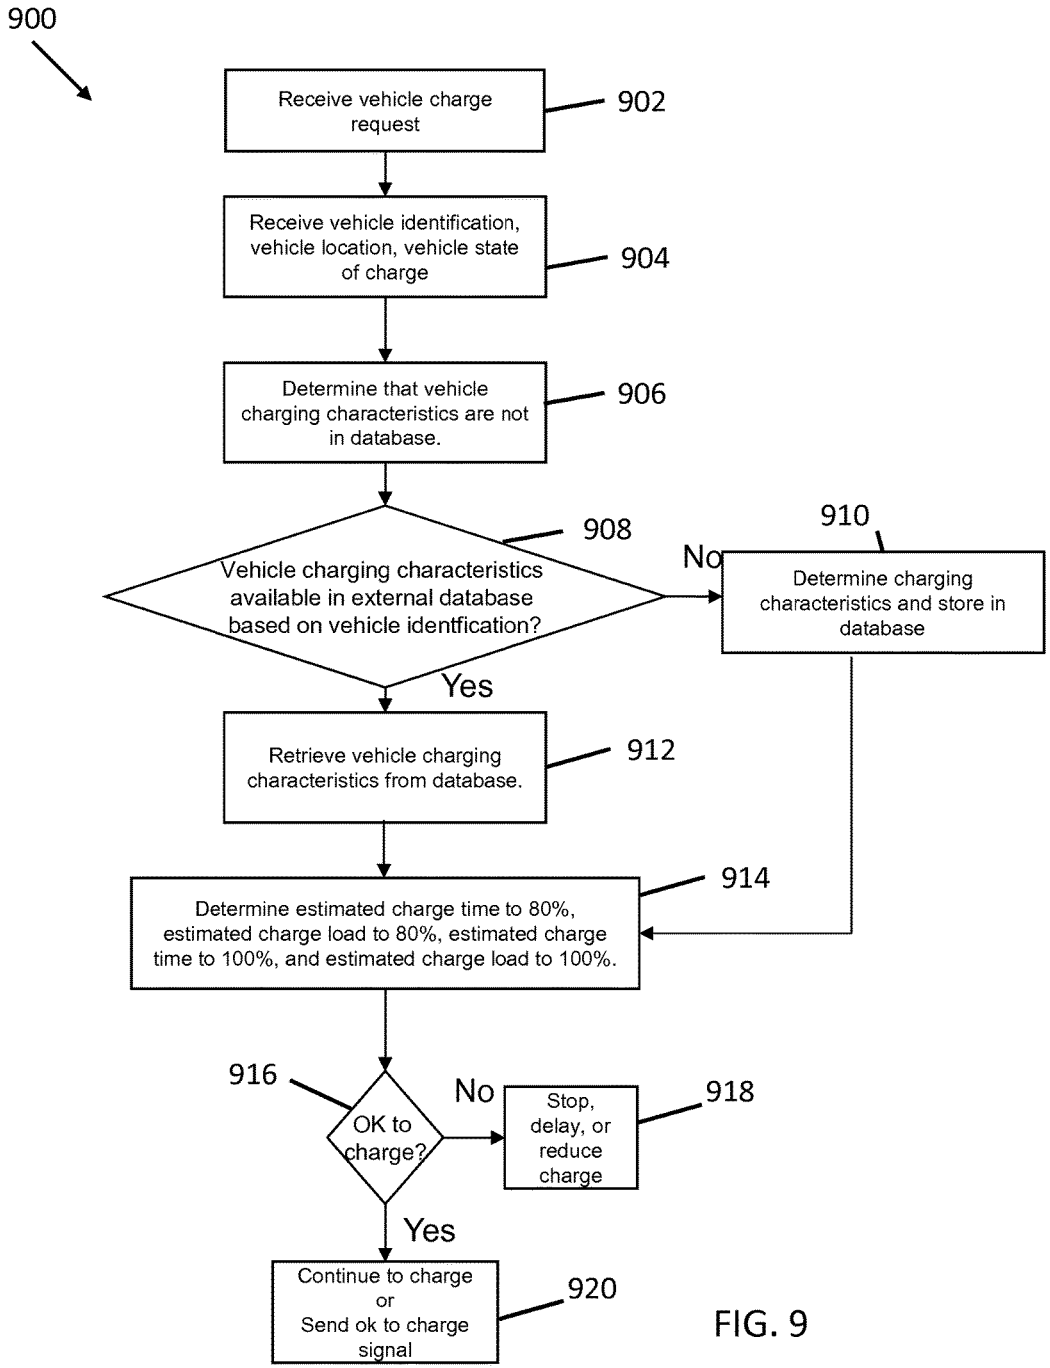 900
Receive vehicle charge
request
902
Receive vehicle identification,
vehicle location, vehicle state
of charge
904
Determine that vehicle
charging characteristics are not
in database.
906
908
Vehicle charging characteristics
available in external database
based on vehicle identfication?
No
910
Determine charging
characteristics and store in
database
Yes
Retrieve vehicle charging
characteristics from database.
912
914
Determine estimated charge time to 80%,
estimated charge load to 80%, estimated charge
time to 100%, and estimated charge load to 100%.
916
OK to
charge?
No
Stop,
delay, or
reduce
charge
918
Yes
Continue to charge
or
Send ok to charge
signal
920
FIG. 9